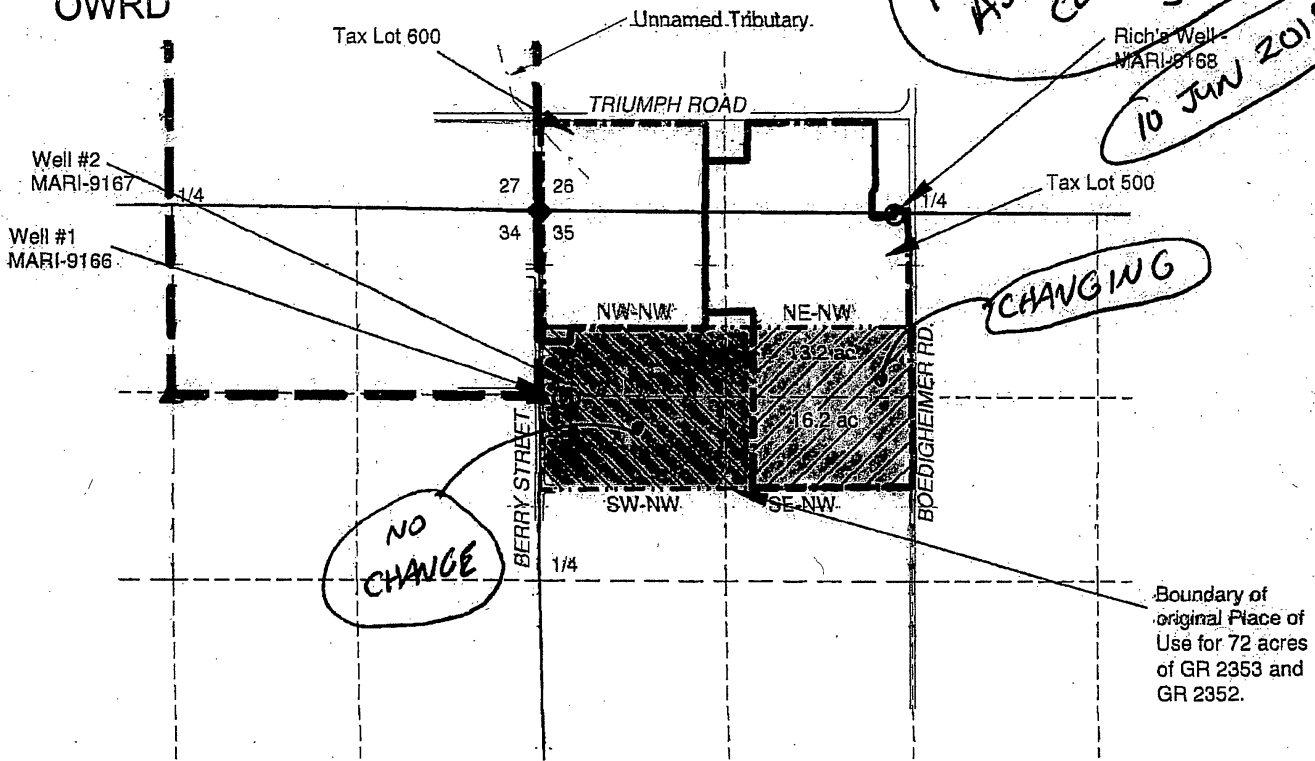 OWRD
Unnamed Tributary
Tax Lot 600
Rich's Well -
MARI-9168
10 JUN 201
TRIUMPH ROAD
Well #2
MARI-9167
1/4
27 26
Tax Lot 500
1/4
34 35
Well #1
MARI-9166
CHANGING
NW-NW
NE-NW
13.2 ac
16.2 ac
BERRY STREET
BOEDIGHEIMER RD.
SW-NW
SE-NW
NO
CHANGE
1/4
Boundary of
original Place of
Use for 72 acres
of GR 2353 and
GR 2352.